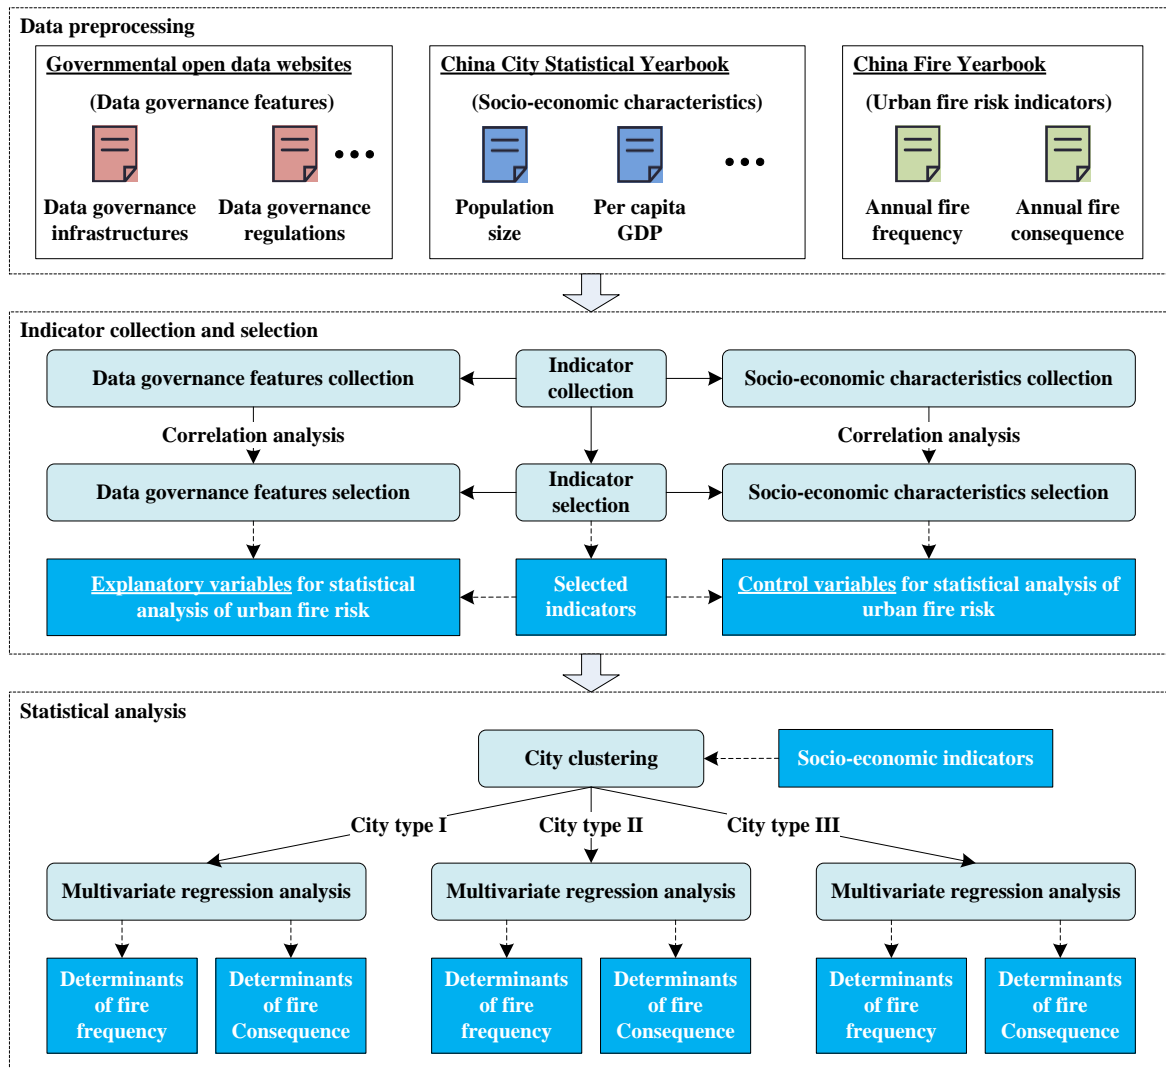 Data preprocessing
Governmental open data websites
(Data governance features)
Data governance
infrastructures
Data governance
regulations
China City Statistical Yearbook
(Socio-economic characteristics)
Population
size
Per capita
GDP
China Fire Yearbook
(Urban fire risk indicators)
Annual fire
frequency
Annual fire
consequence
Indicator collection and selection
Data governance features collection
Indicator
collection
Socio-economic characteristics collection
Correlation analysis
Correlation analysis
Data governance features selection
Indicator
selection
Socio-economic characteristics selection
Explanatory variables for statistical
analysis of urban fire risk
Selected
indicators
Control variables for statistical analysis of
urban fire risk
Statistical analysis
City clustering
Socio-economic indicators
City type I
City type II
City type III
Multivariate regression analysis
Multivariate regression analysis
Multivariate regression analysis
Determinants
of fire
frequency
Determinants
of fire
Consequence
Determinants
of fire
frequency
Determinants
of fire
Consequence
Determinants
of fire
frequency
Determinants
of fire
Consequence